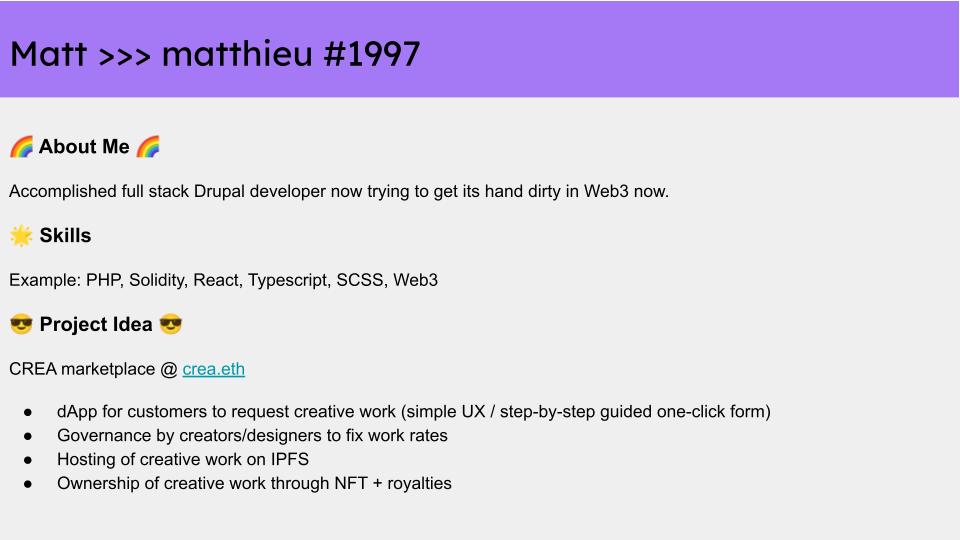 Matt >>> matthieu #1997
🌈 About Me 🌈
Accomplished full stack Drupal developer now trying to get its hand dirty in Web3 now.
🌟 Skills
Example: PHP, Solidity, React, Typescript, SCSS, Web3
😎 Project Idea 😎
CREA marketplace @ crea.eth
● dApp for customers to request creative work (simple UX / step-by-step guided one-click form)
● Governance by creators/designers to fix work rates
● Hosting of creative work on IPFS
● Ownership of creative work through NFT + royalties